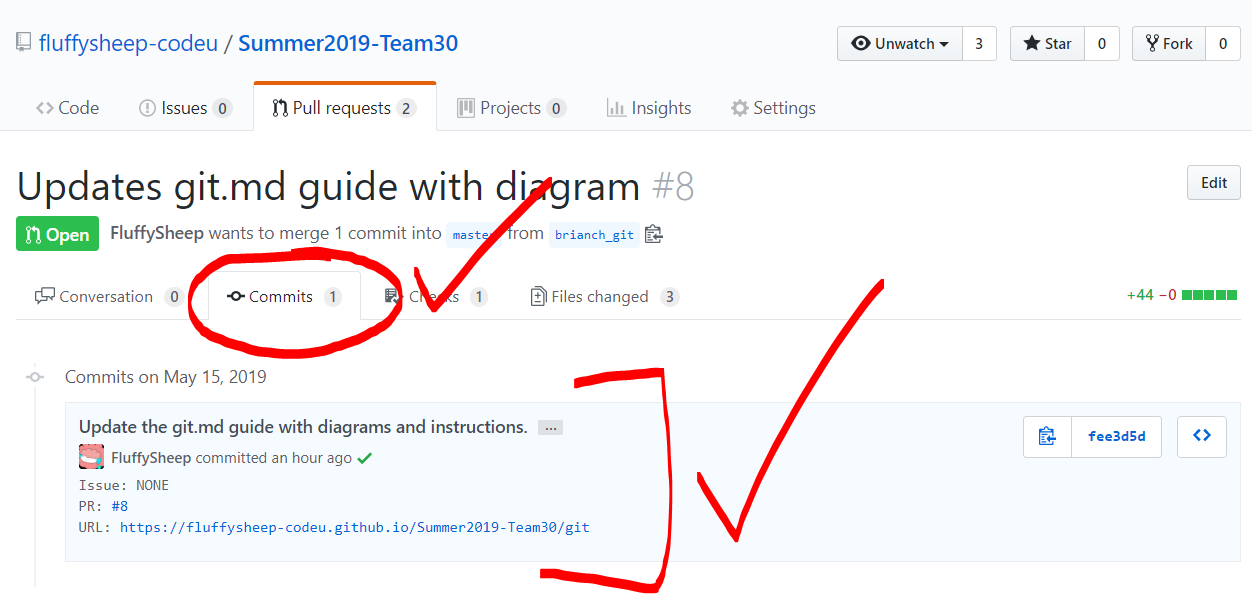 fluffysheep-codeu / Summer2019-Team30
Unwatch 3 Star 0 Fork 0
Code Issues 0 Pull requests 2 Projects 0 Insights Settings
Updates git.md guide with diagram #8
Edit
Open FluffySheep wants to merge 1 commit into master from brianch_git
Conversation 0 Commits 1 Checks 1 Files changed 3 +44 −0
Commits on May 15, 2019
Update the git.md guide with diagrams and instructions. …
fee3d5d
FluffySheep committed an hour ago
Issue: NONE
PR: #8
URL: https://fluffysheep-codeu.github.io/Summer2019-Team30/git